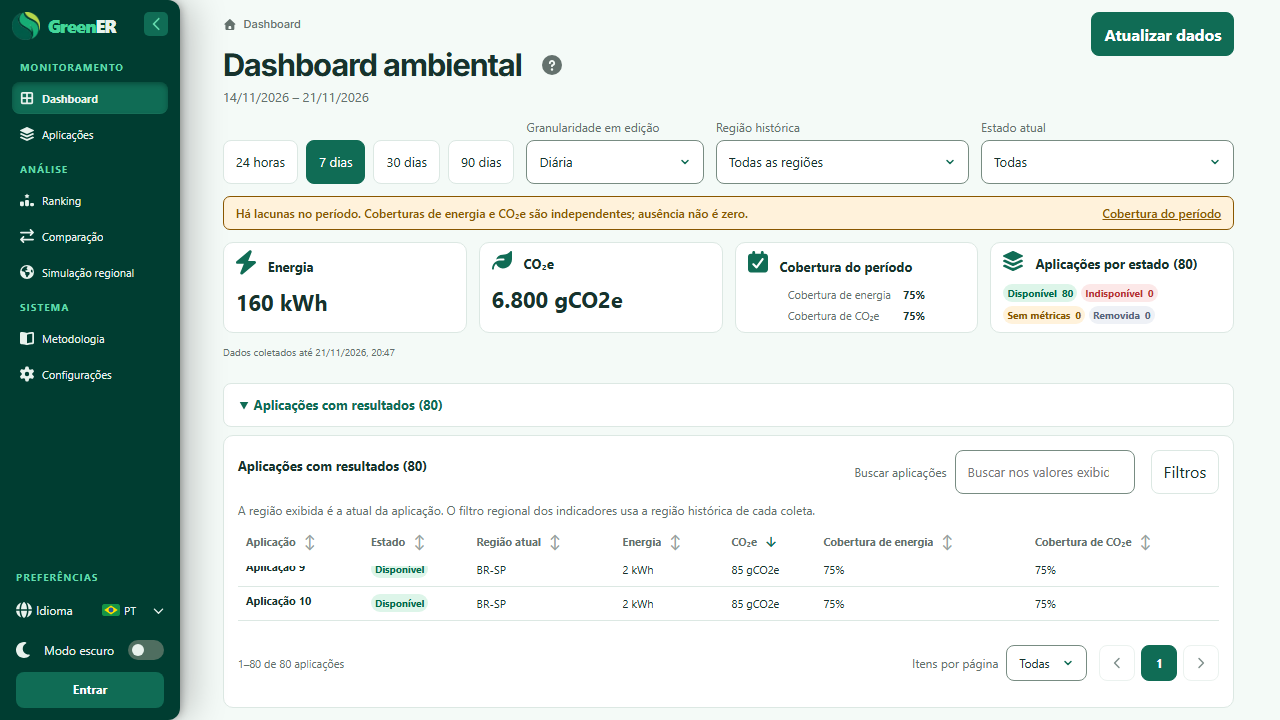 GreenER
MONITORAMENTO
Dashboard
Aplicações
ANÁLISE
Ranking
Comparação
Simulação regional
SISTEMA
Metodologia
Configurações
PREFERÊNCIAS
Idioma PT
Modo escuro
Entrar
Dashboard
Atualizar dados
Dashboard ambiental ?
14/11/2026 – 21/11/2026
Granularidade em edição Região histórica Estado atual
24 horas 7 dias 30 dias 90 dias Diária Todas as regiões Todas
Há lacunas no período. Coberturas de energia e CO₂e são independentes; ausência não é zero. Cobertura do período
Energia
160 kWh
CO₂e
6.800 gCO2e
Cobertura do período
Cobertura de energia 75%
Cobertura de CO₂e 75%
Aplicações por estado (80)
Disponível 80 Indisponível 0
Sem métricas 0 Removida 0
Dados coletados até 21/11/2026, 20:47
▼ Aplicações com resultados (80)
Aplicações com resultados (80)
Buscar aplicações Buscar nos valores exibic Filtros
A região exibida é a atual da aplicação. O filtro regional dos indicadores usa a região histórica de cada coleta.
Aplicação Estado Região atual Energia CO₂e Cobertura de energia Cobertura de CO₂e
Aplicação 9 Disponível BR-SP 2 kWh 85 gCO2e 75% 75%
Aplicação 10 Disponível BR-SP 2 kWh 85 gCO2e 75% 75%
1–80 de 80 aplicações Itens por página Todas 1